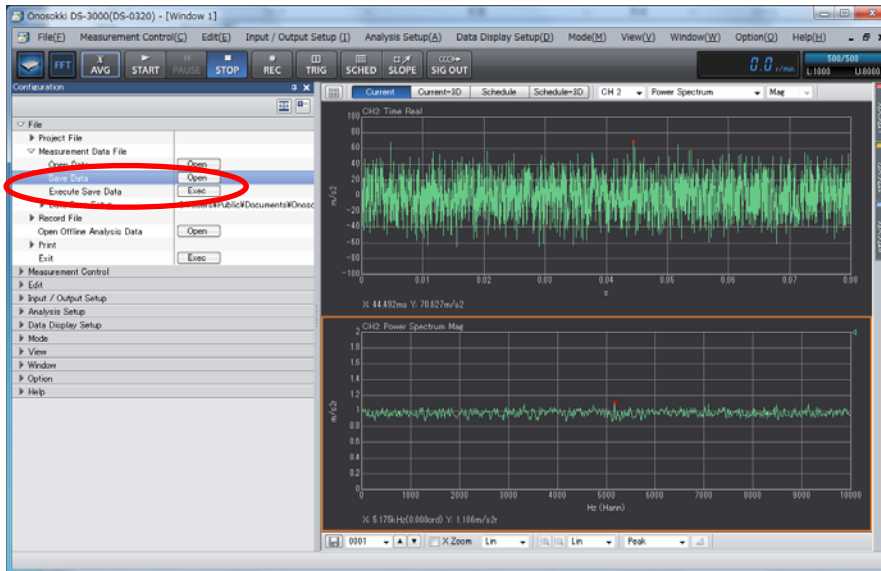 Onosokki DS-3000(DS-0320) - [Window 1]
File(F) Measurement Control(C) Edit(E) Input / Output Setup (I) Analysis Setup(A) Data Display Setup(D) Mode(M) View(V) Window(W) Option(O) Help(H)
FFT X AVG START PAUSE STOP REC TRIG SCHED SLOPE SIG OUT 0.0 r/min 500/500
L:1000 U:8000
Configuration
Current Current-3D Schedule Schedule-3D CH 2 Power Spectrum Mag
File
Project File
Measurement Data File
Open Data Open
Save Data Open
Execute Save Data Exec
Record File
Open Offline Analysis Data Open
Print
Exit Exec
Measurement Control
Edit
Input / Output Setup
Analysis Setup
Data Display Setup
Mode
View
Window
Option
Help
CH2: Time Real
100
80
60
40
20
0
-20
-40
-60
-80
-100
m/s2
0 0.01 0.02 0.03 0.04 0.05 0.06 0.07 0.08
s
X: 44.492ms Y: 70.627m/s2
CH2: Power Spectrum Mag
2
1.8
1.6
1.4
1.2
1
0.8
0.6
0.4
0.2
0
m/s2r
0 1000 2000 3000 4000 5000 6000 7000 8000 9000 10000
Hz (Hann)
X: 5.175kHz(0.000ord) Y: 1.106m/s2r
0001 X Zoom Lin Lin Peak